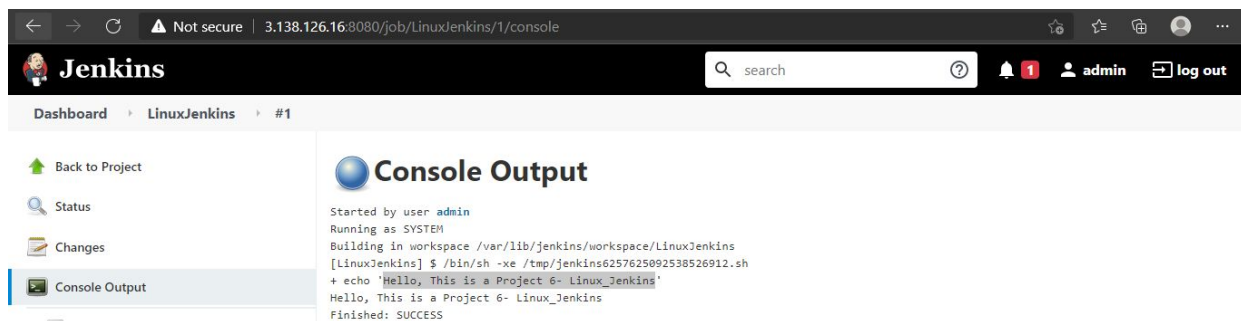 Not secure | 3.138.126.16:8080/job/LinuxJenkins/1/console
Jenkins search 1 admin log out
Dashboard LinuxJenkins #1
Back to Project
Status
Changes
Console Output
Console Output
Started by user admin
Running as SYSTEM
Building in workspace /var/lib/jenkins/workspace/LinuxJenkins
[LinuxJenkins] $ /bin/sh -xe /tmp/jenkins6257625092538526912.sh
+ echo 'Hello, This is a Project 6- Linux_Jenkins'
Hello, This is a Project 6- Linux_Jenkins
Finished: SUCCESS